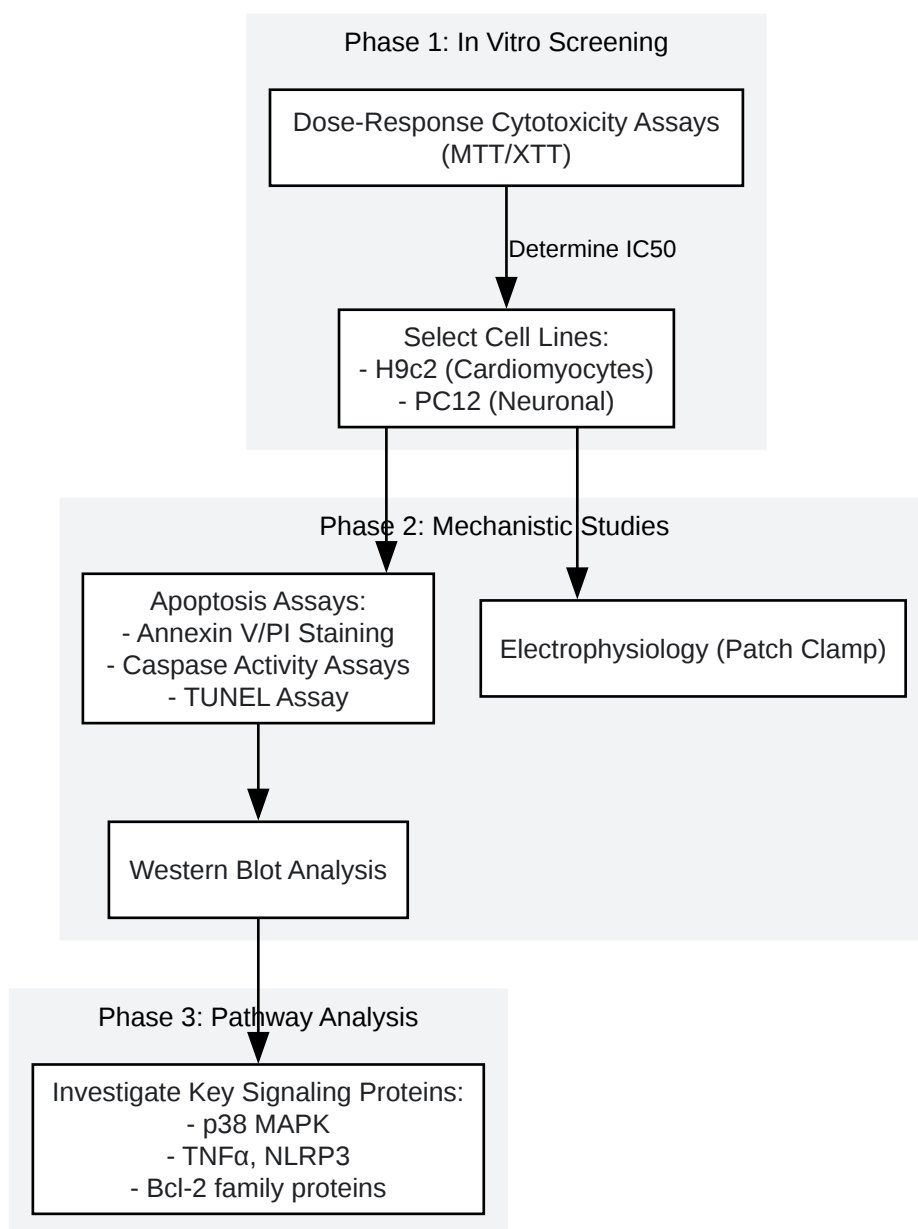 Phase 1: In Vitro Screening
Dose-Response Cytotoxicity Assays
(MTT/XTT)
Determine IC50
Select Cell Lines:
- H9c2 (Cardiomyocytes)
- PC12 (Neuronal)
Phase 2: Mechanistic Studies
Apoptosis Assays:
- Annexin V/PI Staining
- Caspase Activity Assays
- TUNEL Assay
Electrophysiology (Patch Clamp)
Western Blot Analysis
Phase 3: Pathway Analysis
Investigate Key Signaling Proteins:
- p38 MAPK
- TNFα, NLRP3
- Bcl-2 family proteins